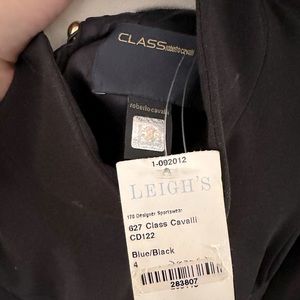 CLASS roberto cavalli
roberto cavalli
1-092012
LEIGH'S
170 Designer Sportswear
627 Class Cavalli
CD122
Blue/Black
4
283807